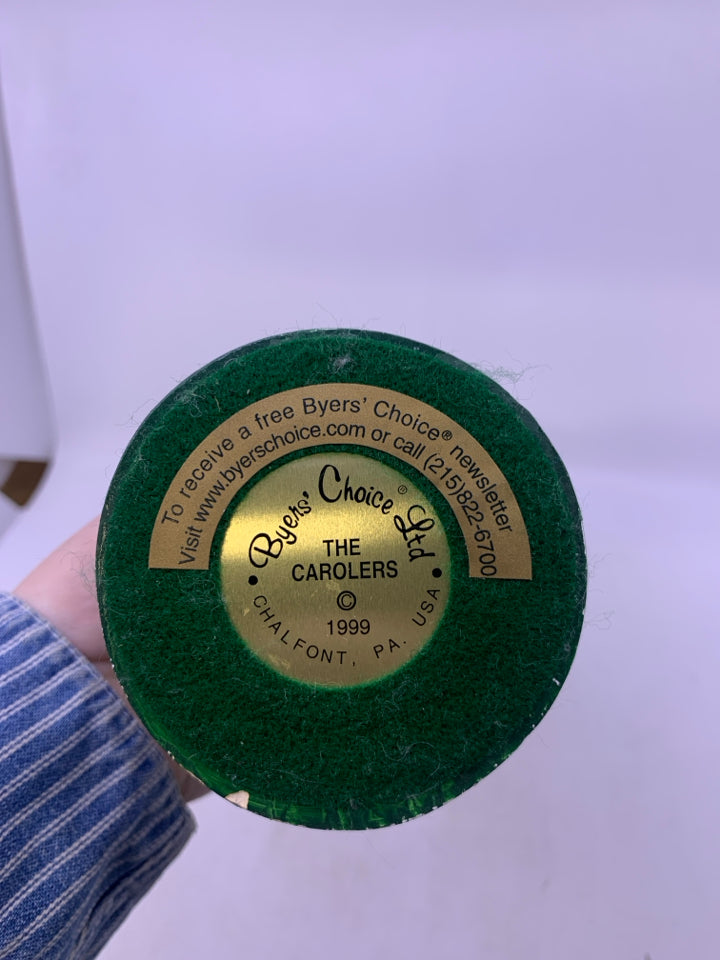 To receive a free Byers' Choice® newsletter
Visit www.byerschoice.com or call (215)822-6700
Byers' Choice® Ltd
THE
CAROLERS
©
1999
• CHALFONT, PA. USA •